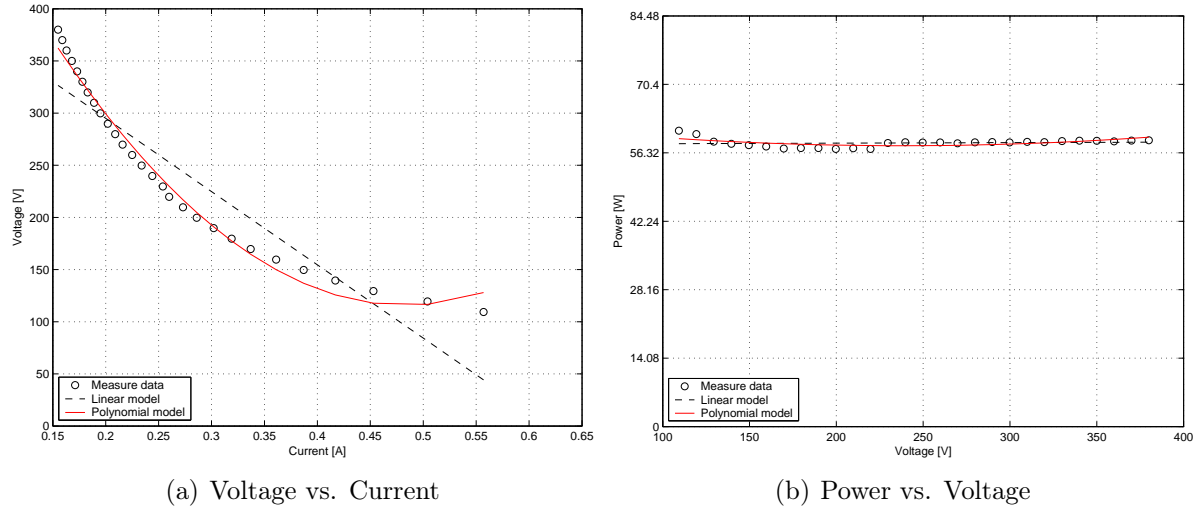 400
350
300
250
200
150
100
50
0
Voltage [V]
0.15 0.2 0.25 0.3 0.35 0.4 0.45 0.5 0.55 0.6 0.65
Current [A]
Measure data
Linear model
Polynomial model
(a) Voltage vs. Current
84.48
70.4
56.32
42.24
28.16
14.08
0
Power [W]
100 150 200 250 300 350 400
Voltage [V]
Measure data
Linear model
Polynomial model
(b) Power vs. Voltage